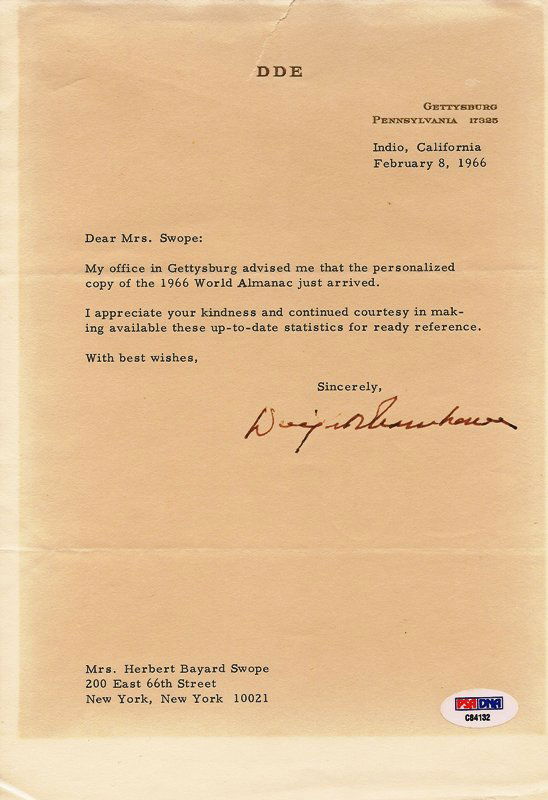 DDE
GETTYSBURG
PENNSYLVANIA 17325
Indio, California
February 8, 1966
Dear Mrs. Swope:
My office in Gettysburg advised me that the personalized
copy of the 1966 World Almanac just arrived.
I appreciate your kindness and continued courtesy in mak-
ing available these up-to-date statistics for ready reference.
With best wishes,
Sincerely,
Dwight Eisenhower
Mrs. Herbert Bayard Swope
200 East 66th Street
New York, New York 10021
PSA DNA
C84132